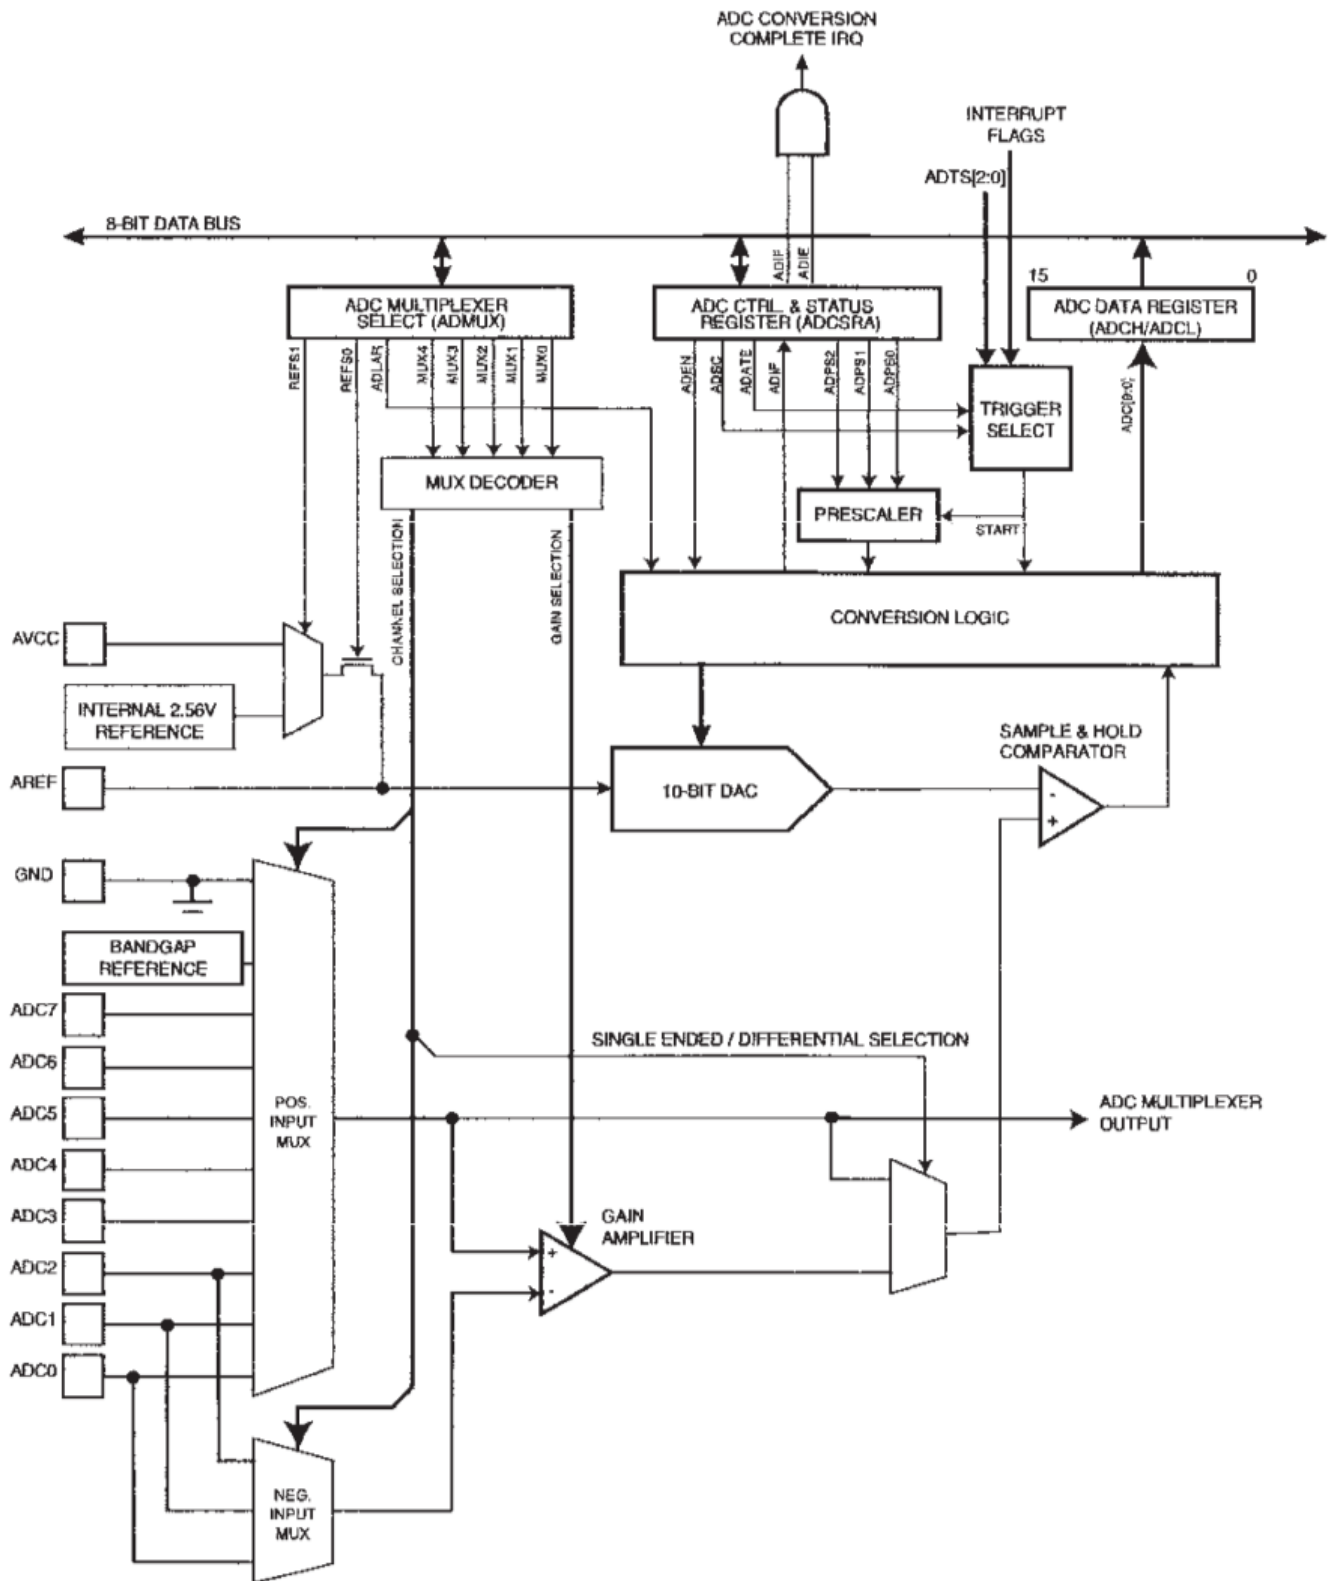 ADC CONVERSION
COMPLETE IRQ
INTERRUPT
FLAGS
ADTS[2:0]
8-BIT DATA BUS
ADIF
ADIE
15
0
ADC MULTIPLEXER
SELECT (ADMUX)
ADC CTRL. & STATUS
REGISTER (ADCSRA)
ADC DATA REGISTER
(ADCH/ADCL)
REFS1
REFS0
ADLAR
MUX4
MUX3
MUX2
MUX1
MUX0
ADEN
ADSC
ADATE
ADIF
ADPS2
ADPS1
ADPS0
TRIGGER
SELECT
ADC[9:0]
MUX DECODER
PRESCALER
START
CHANNEL SELECTION
GAIN SELECTION
CONVERSION LOGIC
AVCC
INTERNAL 2.56V
REFERENCE
SAMPLE & HOLD
COMPARATOR
AREF
10-BIT DAC
-
+
GND
BANDGAP
REFERENCE
ADC7
SINGLE ENDED / DIFFERENTIAL SELECTION
ADC6
ADC5
POS.
INPUT
MUX
ADC MULTIPLEXER
OUTPUT
ADC4
ADC3
GAIN
AMPLIFIER
+
-
ADC2
ADC1
ADC0
NEG.
INPUT
MUX